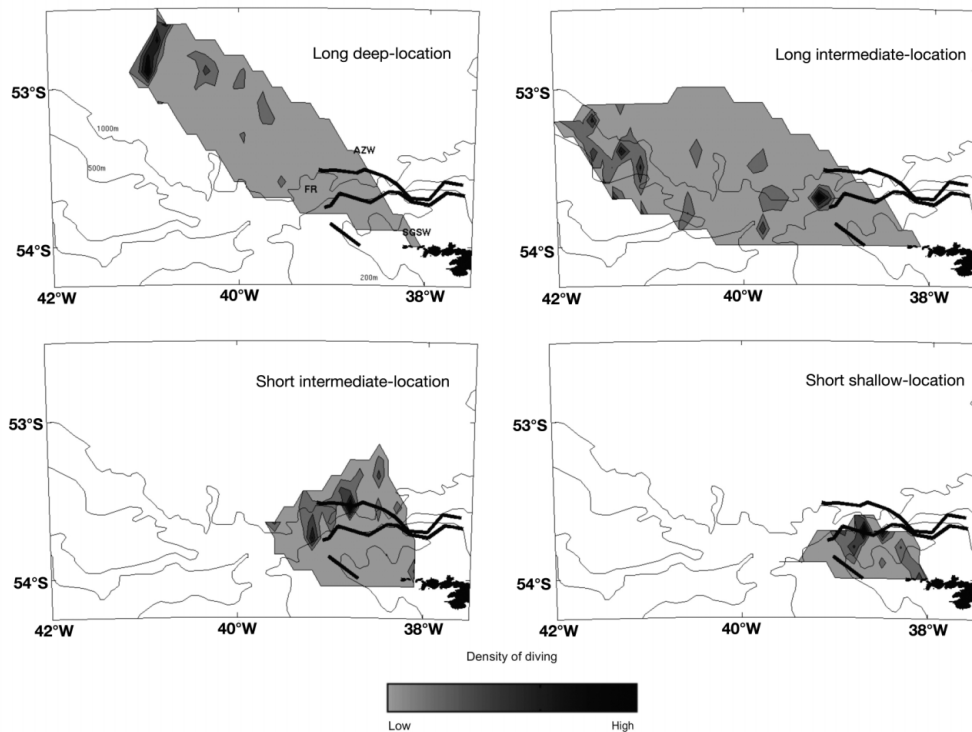 Long deep-location
53°S
1000m
500m
AZW
FR
SGSW
54°S
200m
42°W
40°W
38°W
Long intermediate-location
53°S
54°S
42°W
40°W
38°W
Short intermediate-location
53°S
54°S
42°W
40°W
38°W
Short shallow-location
53°S
54°S
42°W
40°W
38°W
Density of diving
Low
High